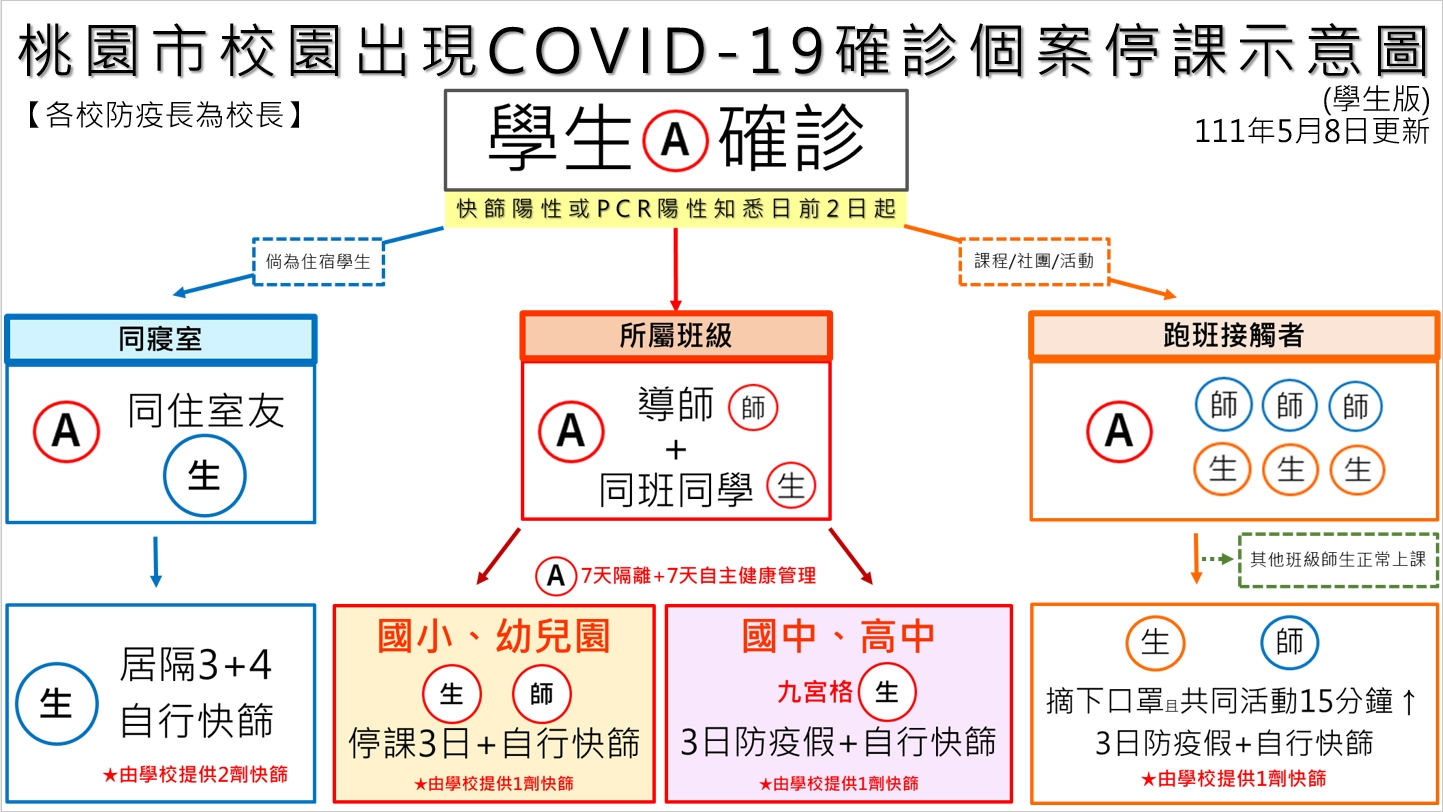 桃園市校園出現COVID-19確診個案停課示意圖
【各校防疫長為校長】
(學生版)
111年5月8日更新
學生A確診
快篩陽性或PCR陽性知悉日前2日起
倘為住宿學生
課程/社團/活動
同寢室
A
同住室友
生
所屬班級
A
導師 師
+
同班同學 生
跑班接觸者
A
師 師 師
生 生 生
A 7天隔離+7天自主健康管理
其他班級師生正常上課
生
居隔3+4
自行快篩
★由學校提供2劑快篩
國小、幼兒園
生 師
停課3日+自行快篩
★由學校提供1劑快篩
國中、高中
九宮格 生
3日防疫假+自行快篩
★由學校提供1劑快篩
生 師
摘下口罩且共同活動15分鐘↑
3日防疫假+自行快篩
★由學校提供1劑快篩